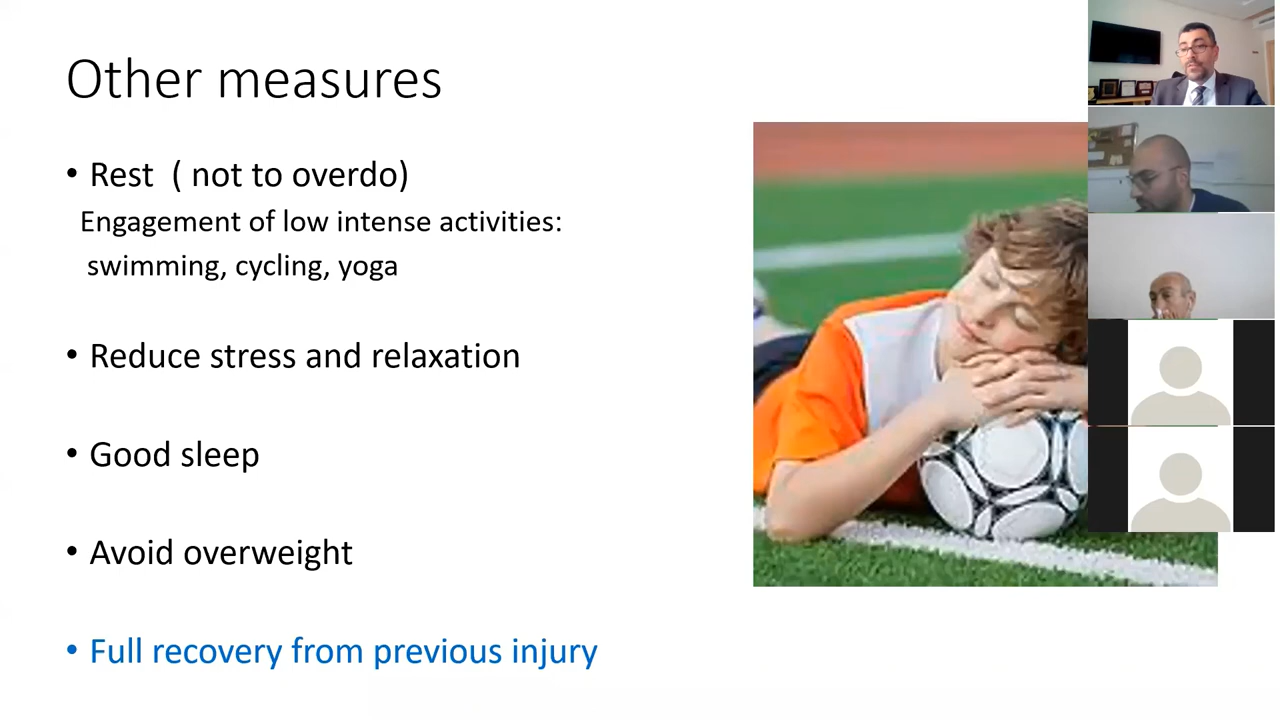 Other measures
• Rest  ( not to overdo)
Engagement of low intense activities:
swimming, cycling, yoga
• Reduce stress and relaxation
• Good sleep
• Avoid overweight
• Full recovery from previous injury